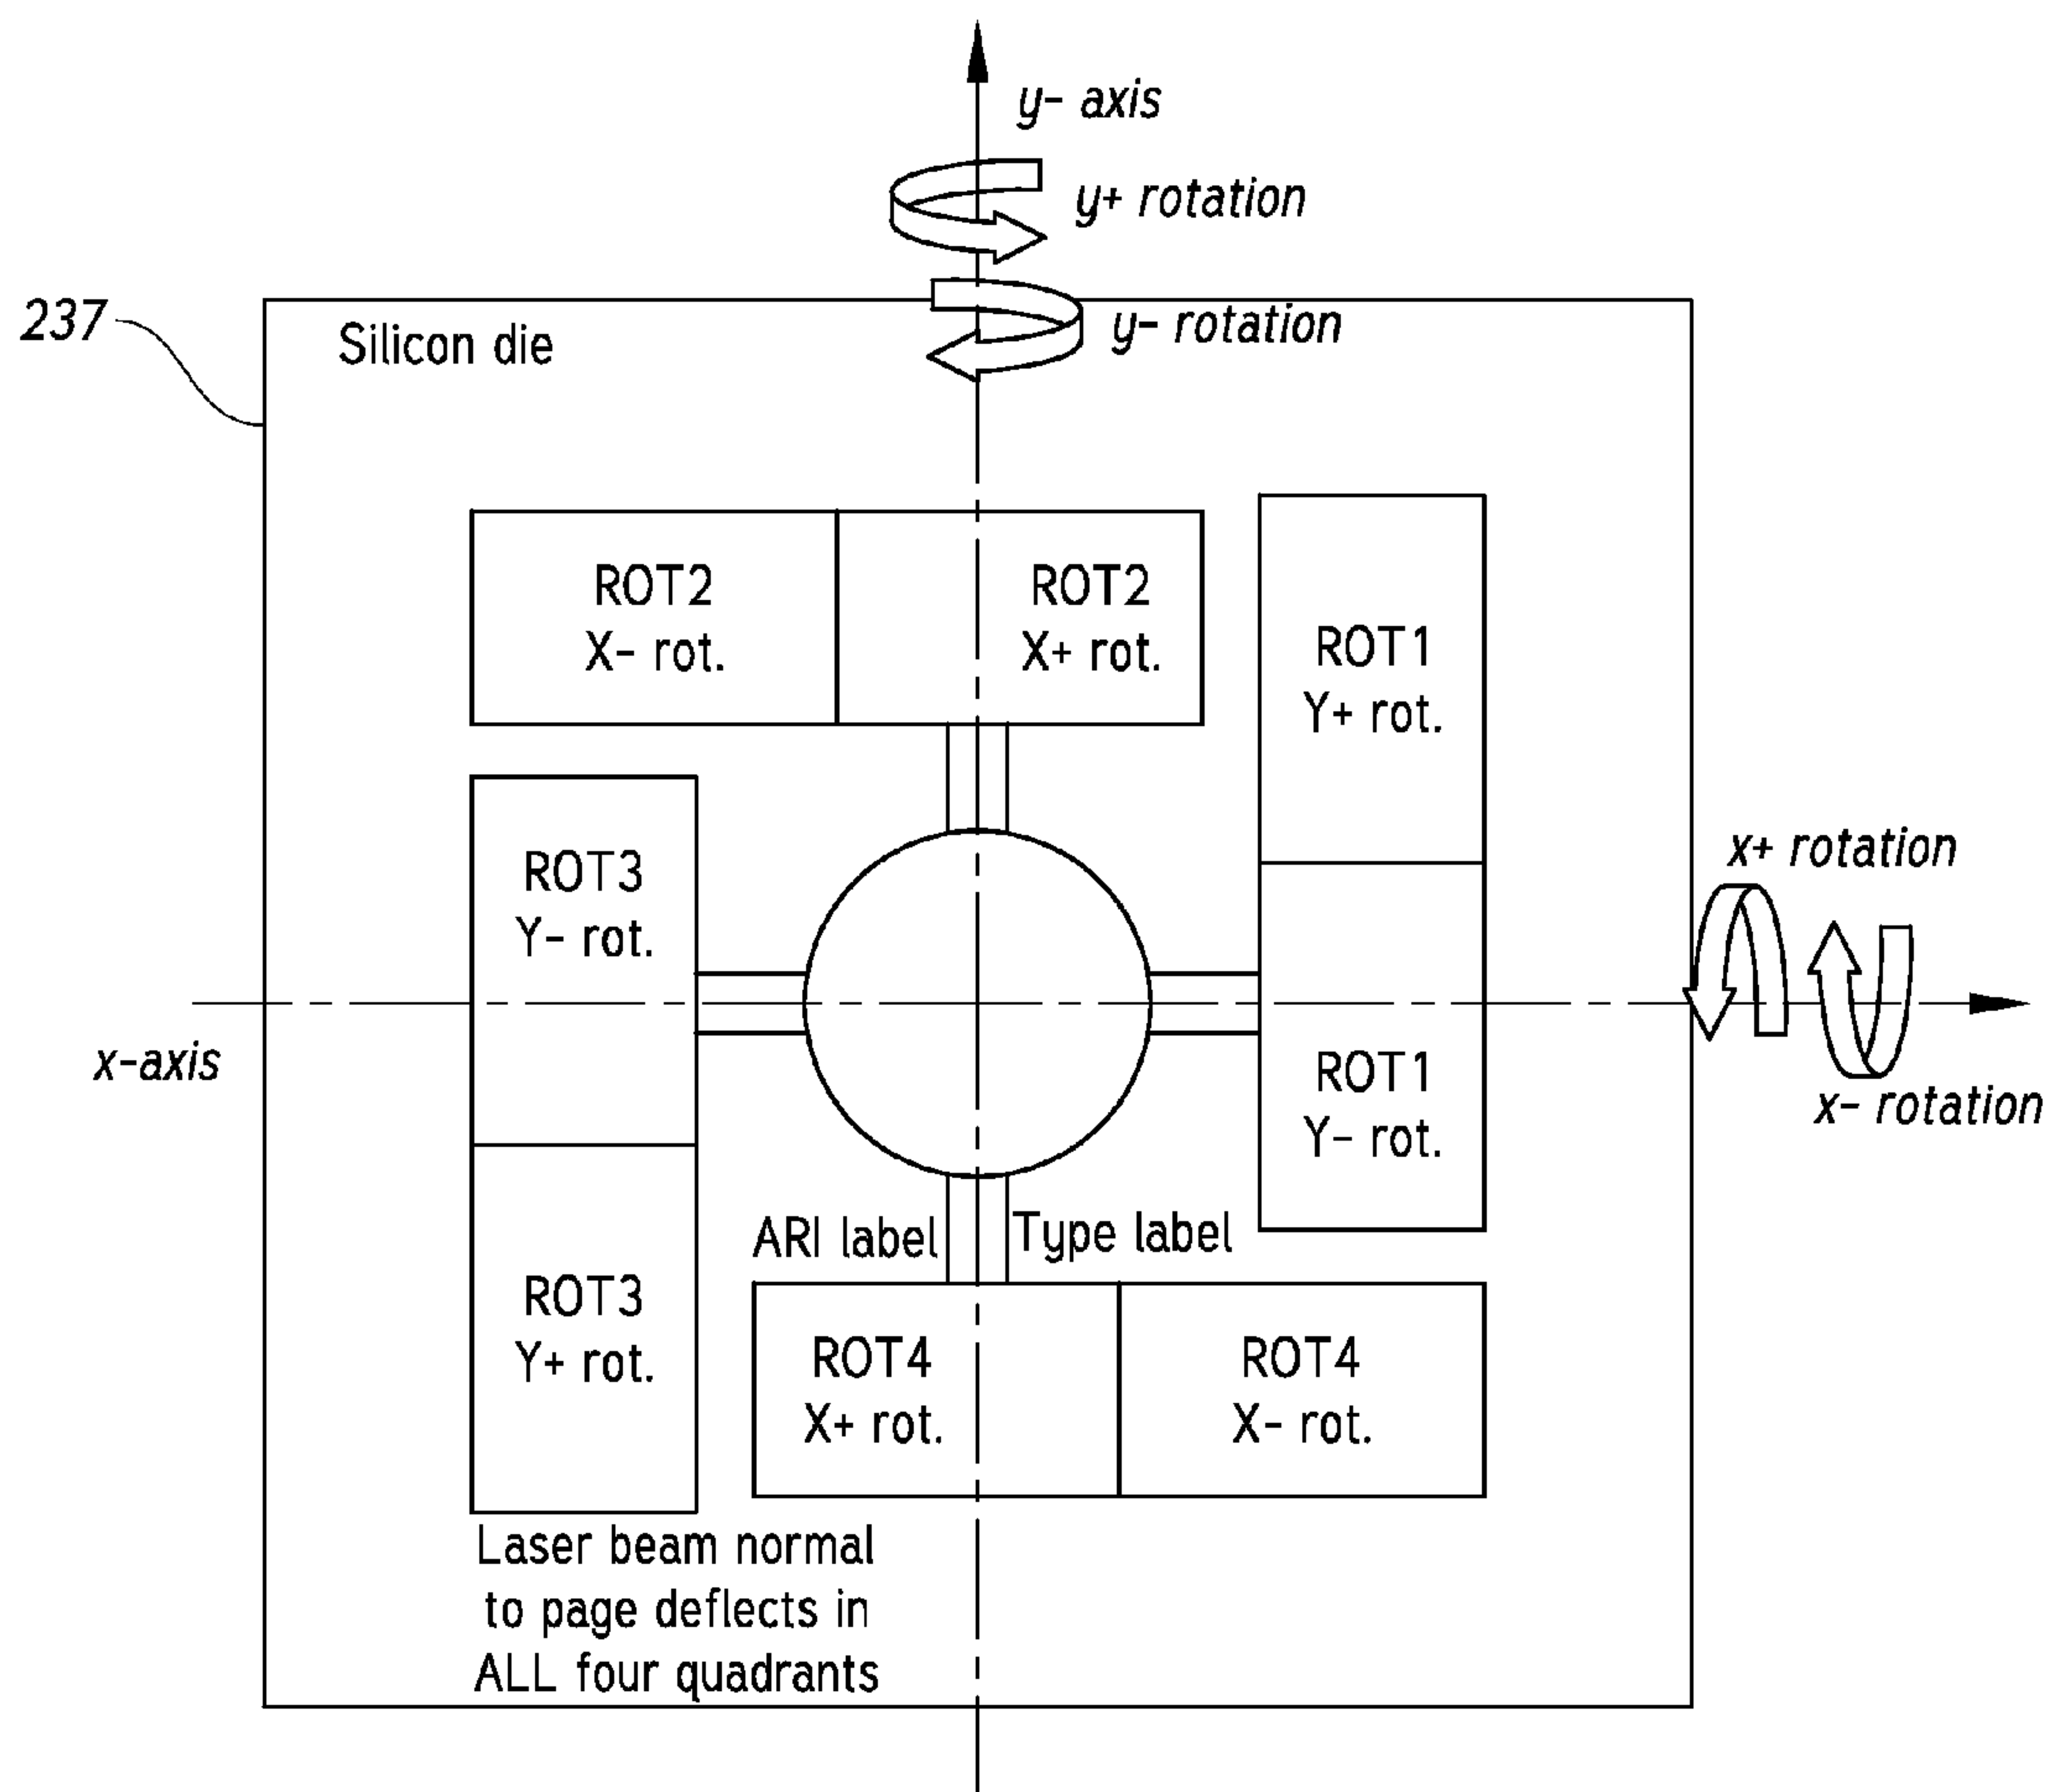 y- axis
y+ rotation
237
Silicon die
y- rotation
ROT2
X- rot.
ROT2
X+ rot.
ROT1
Y+ rot.
ROT3
Y- rot.
x+ rotation
x-axis
ROT1
Y- rot.
x- rotation
ARI label
Type label
ROT3
Y+ rot.
ROT4
X+ rot.
ROT4
X- rot.
Laser beam normal
to page deflects in
ALL four quadrants